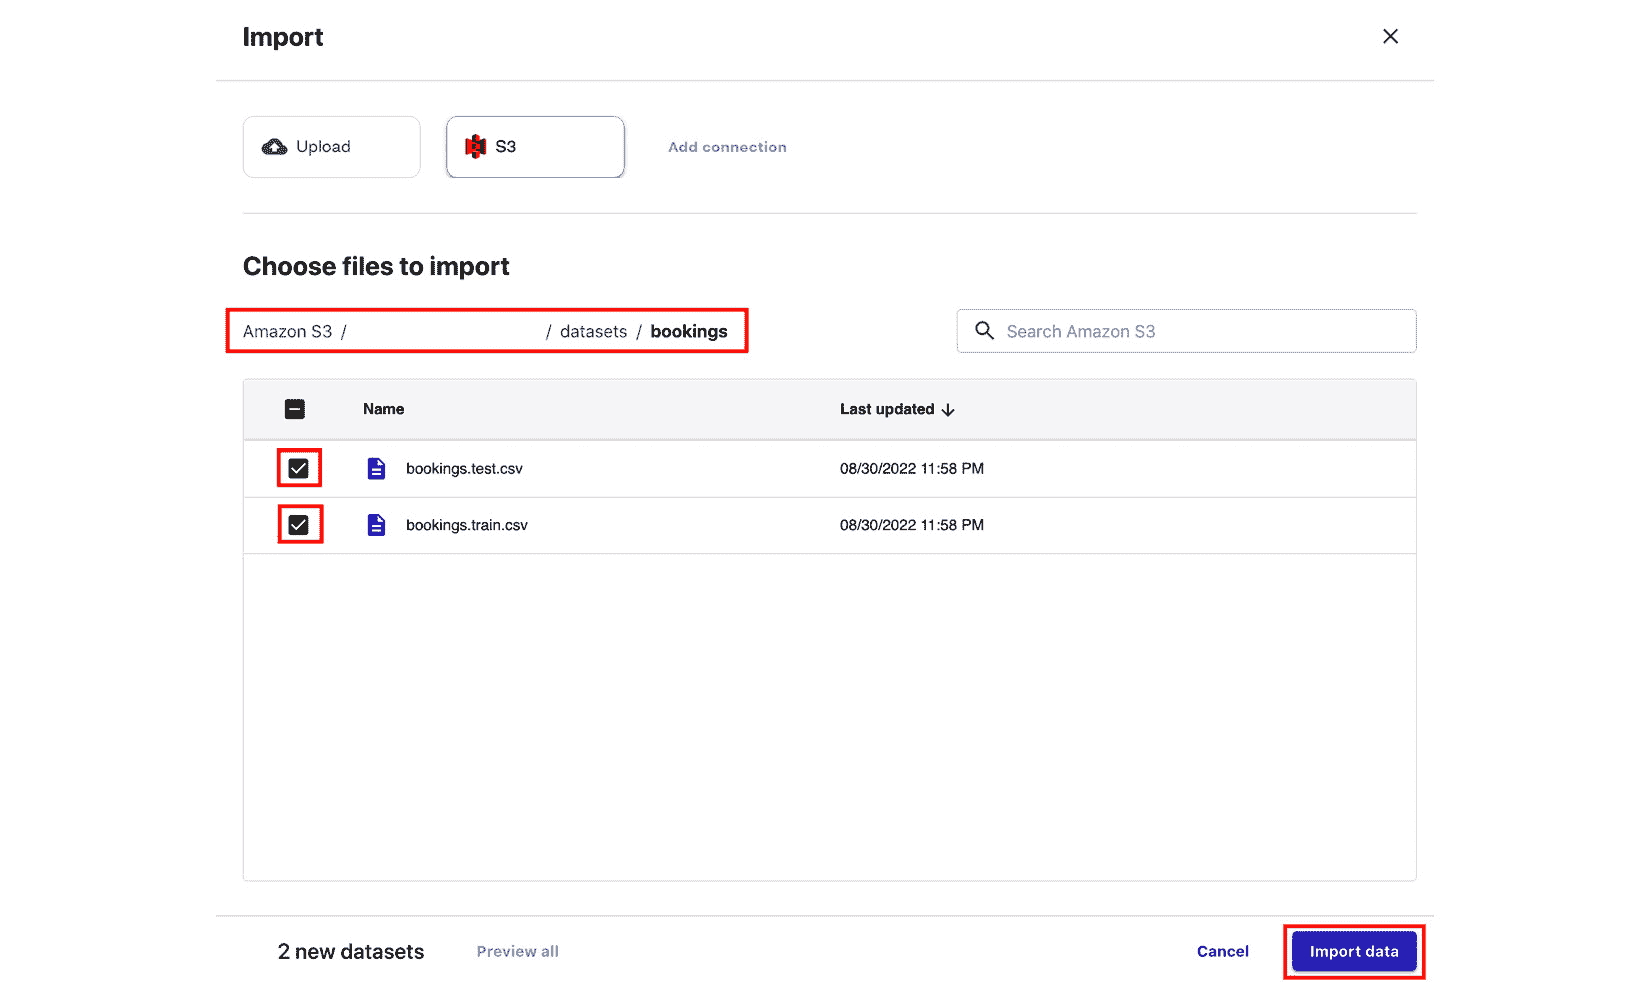 Import
Upload
S3
Add connection
Choose files to import
Amazon S3 / / datasets / bookings
Search Amazon S3
Name Last updated
bookings.test.csv 08/30/2022 11:58 PM
bookings.train.csv 08/30/2022 11:58 PM
2 new datasets Preview all Cancel Import data